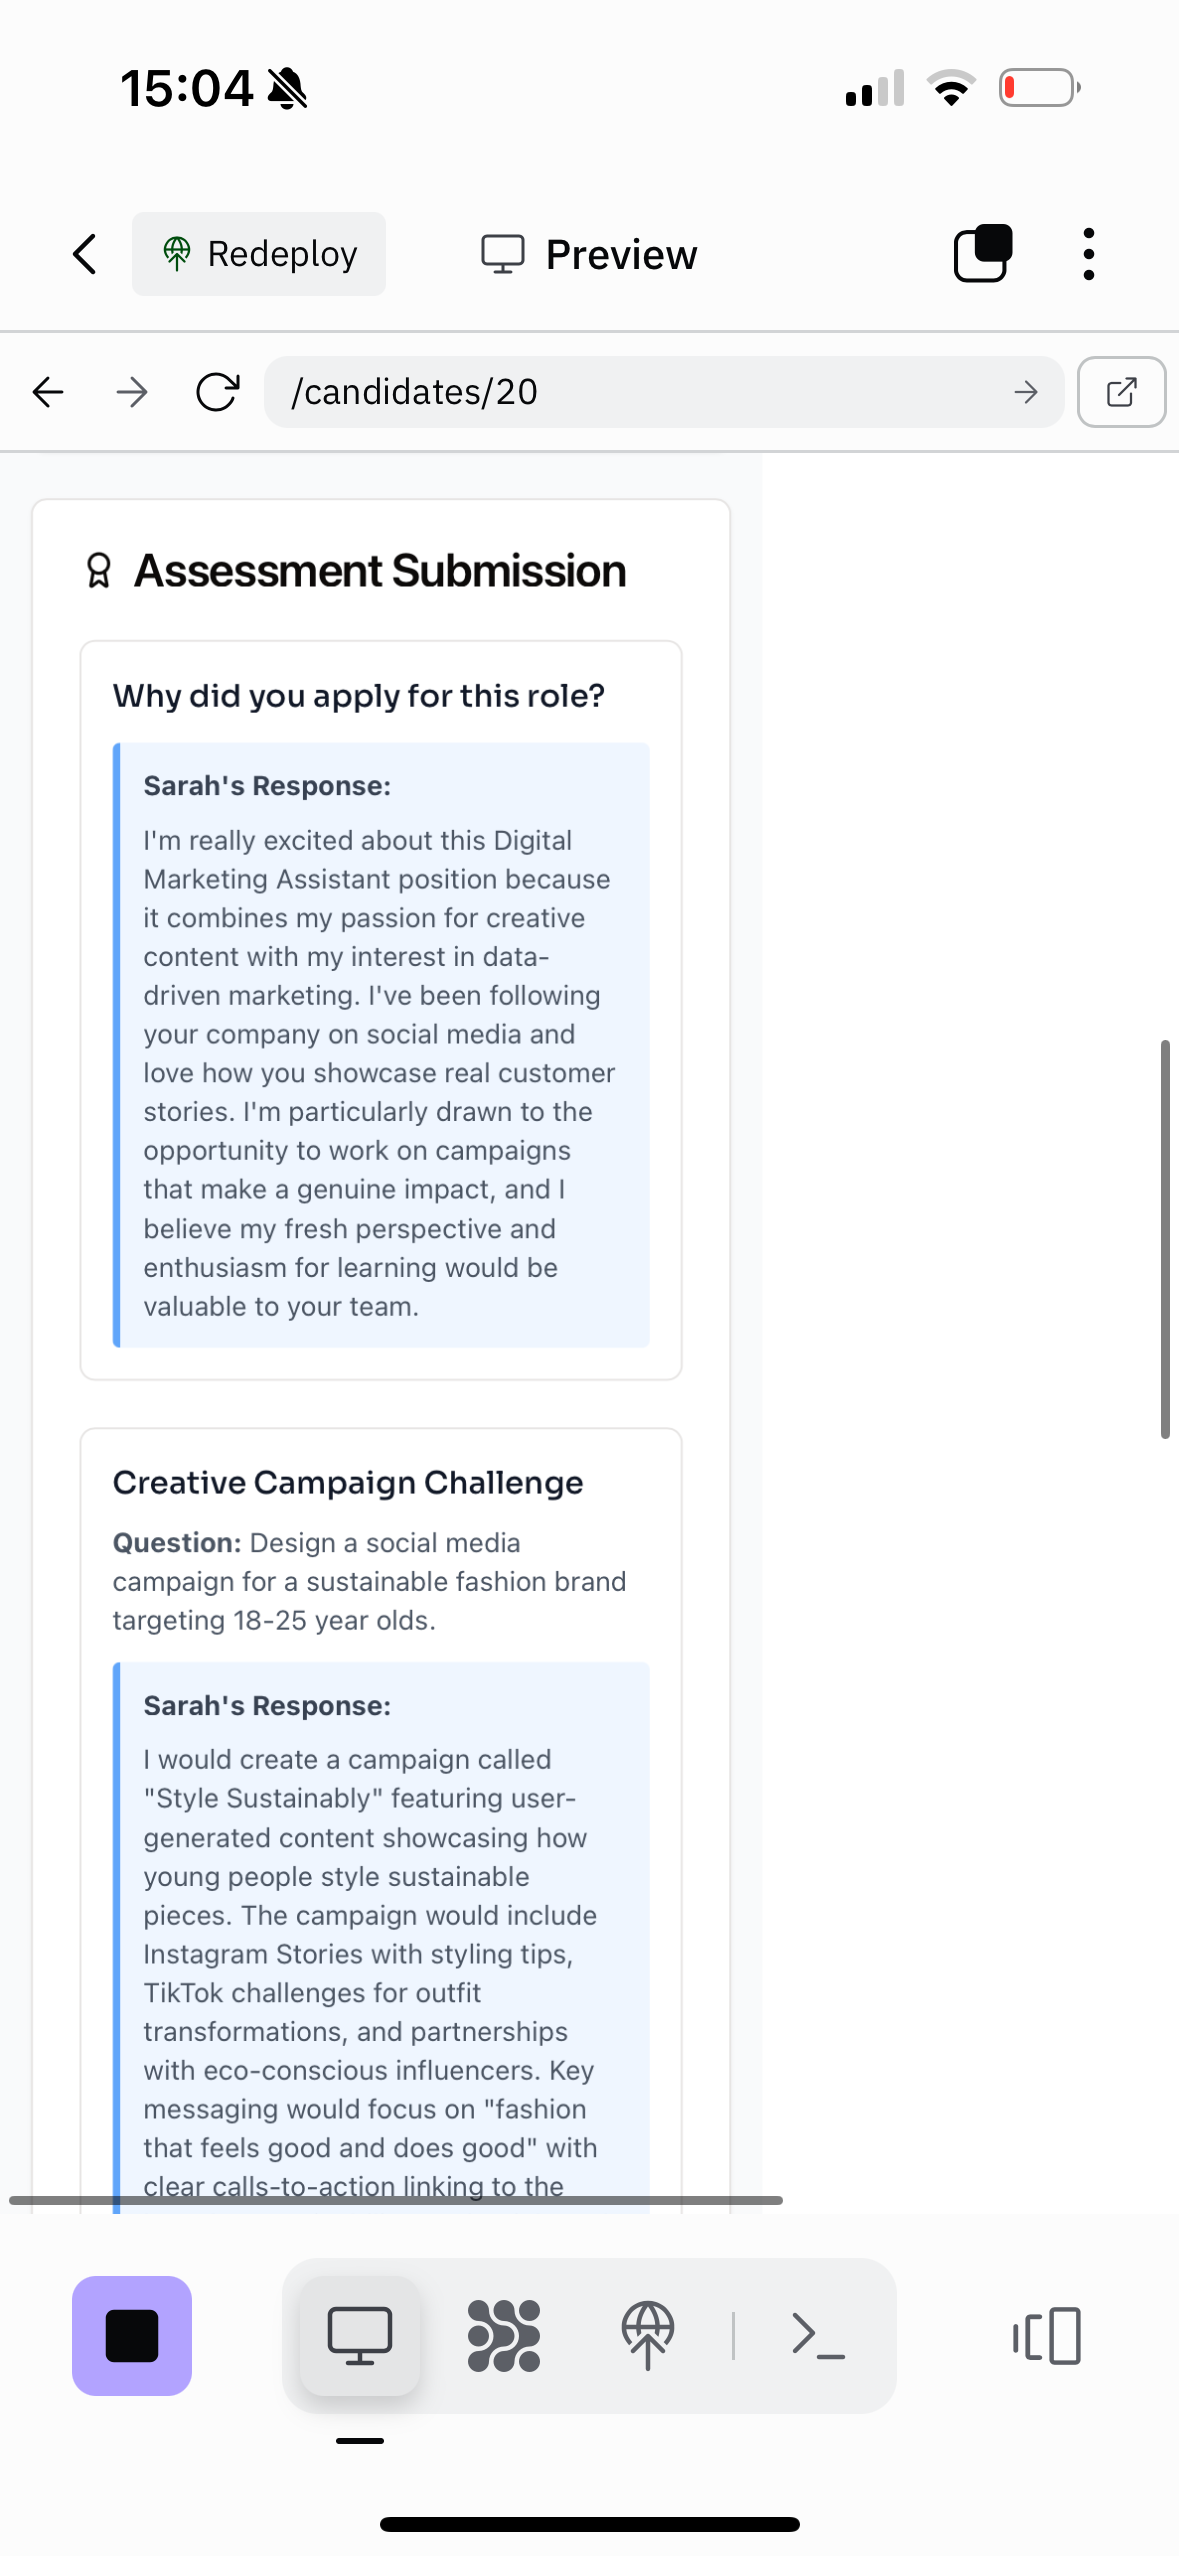 15:04
Redeploy
Preview
/candidates/20
Assessment Submission
Why did you apply for this role?
Sarah's Response:
I'm really excited about this Digital
Marketing Assistant position because
it combines my passion for creative
content with my interest in data-
driven marketing. I've been following
your company on social media and
love how you showcase real customer
stories. I'm particularly drawn to the
opportunity to work on campaigns
that make a genuine impact, and I
believe my fresh perspective and
enthusiasm for learning would be
valuable to your team.
Creative Campaign Challenge
Question: Design a social media
campaign for a sustainable fashion brand
targeting 18-25 year olds.
Sarah's Response:
I would create a campaign called
"Style Sustainably" featuring user-
generated content showcasing how
young people style sustainable
pieces. The campaign would include
Instagram Stories with styling tips,
TikTok challenges for outfit
transformations, and partnerships
with eco-conscious influencers. Key
messaging would focus on "fashion
that feels good and does good" with
clear calls-to-action linking to the